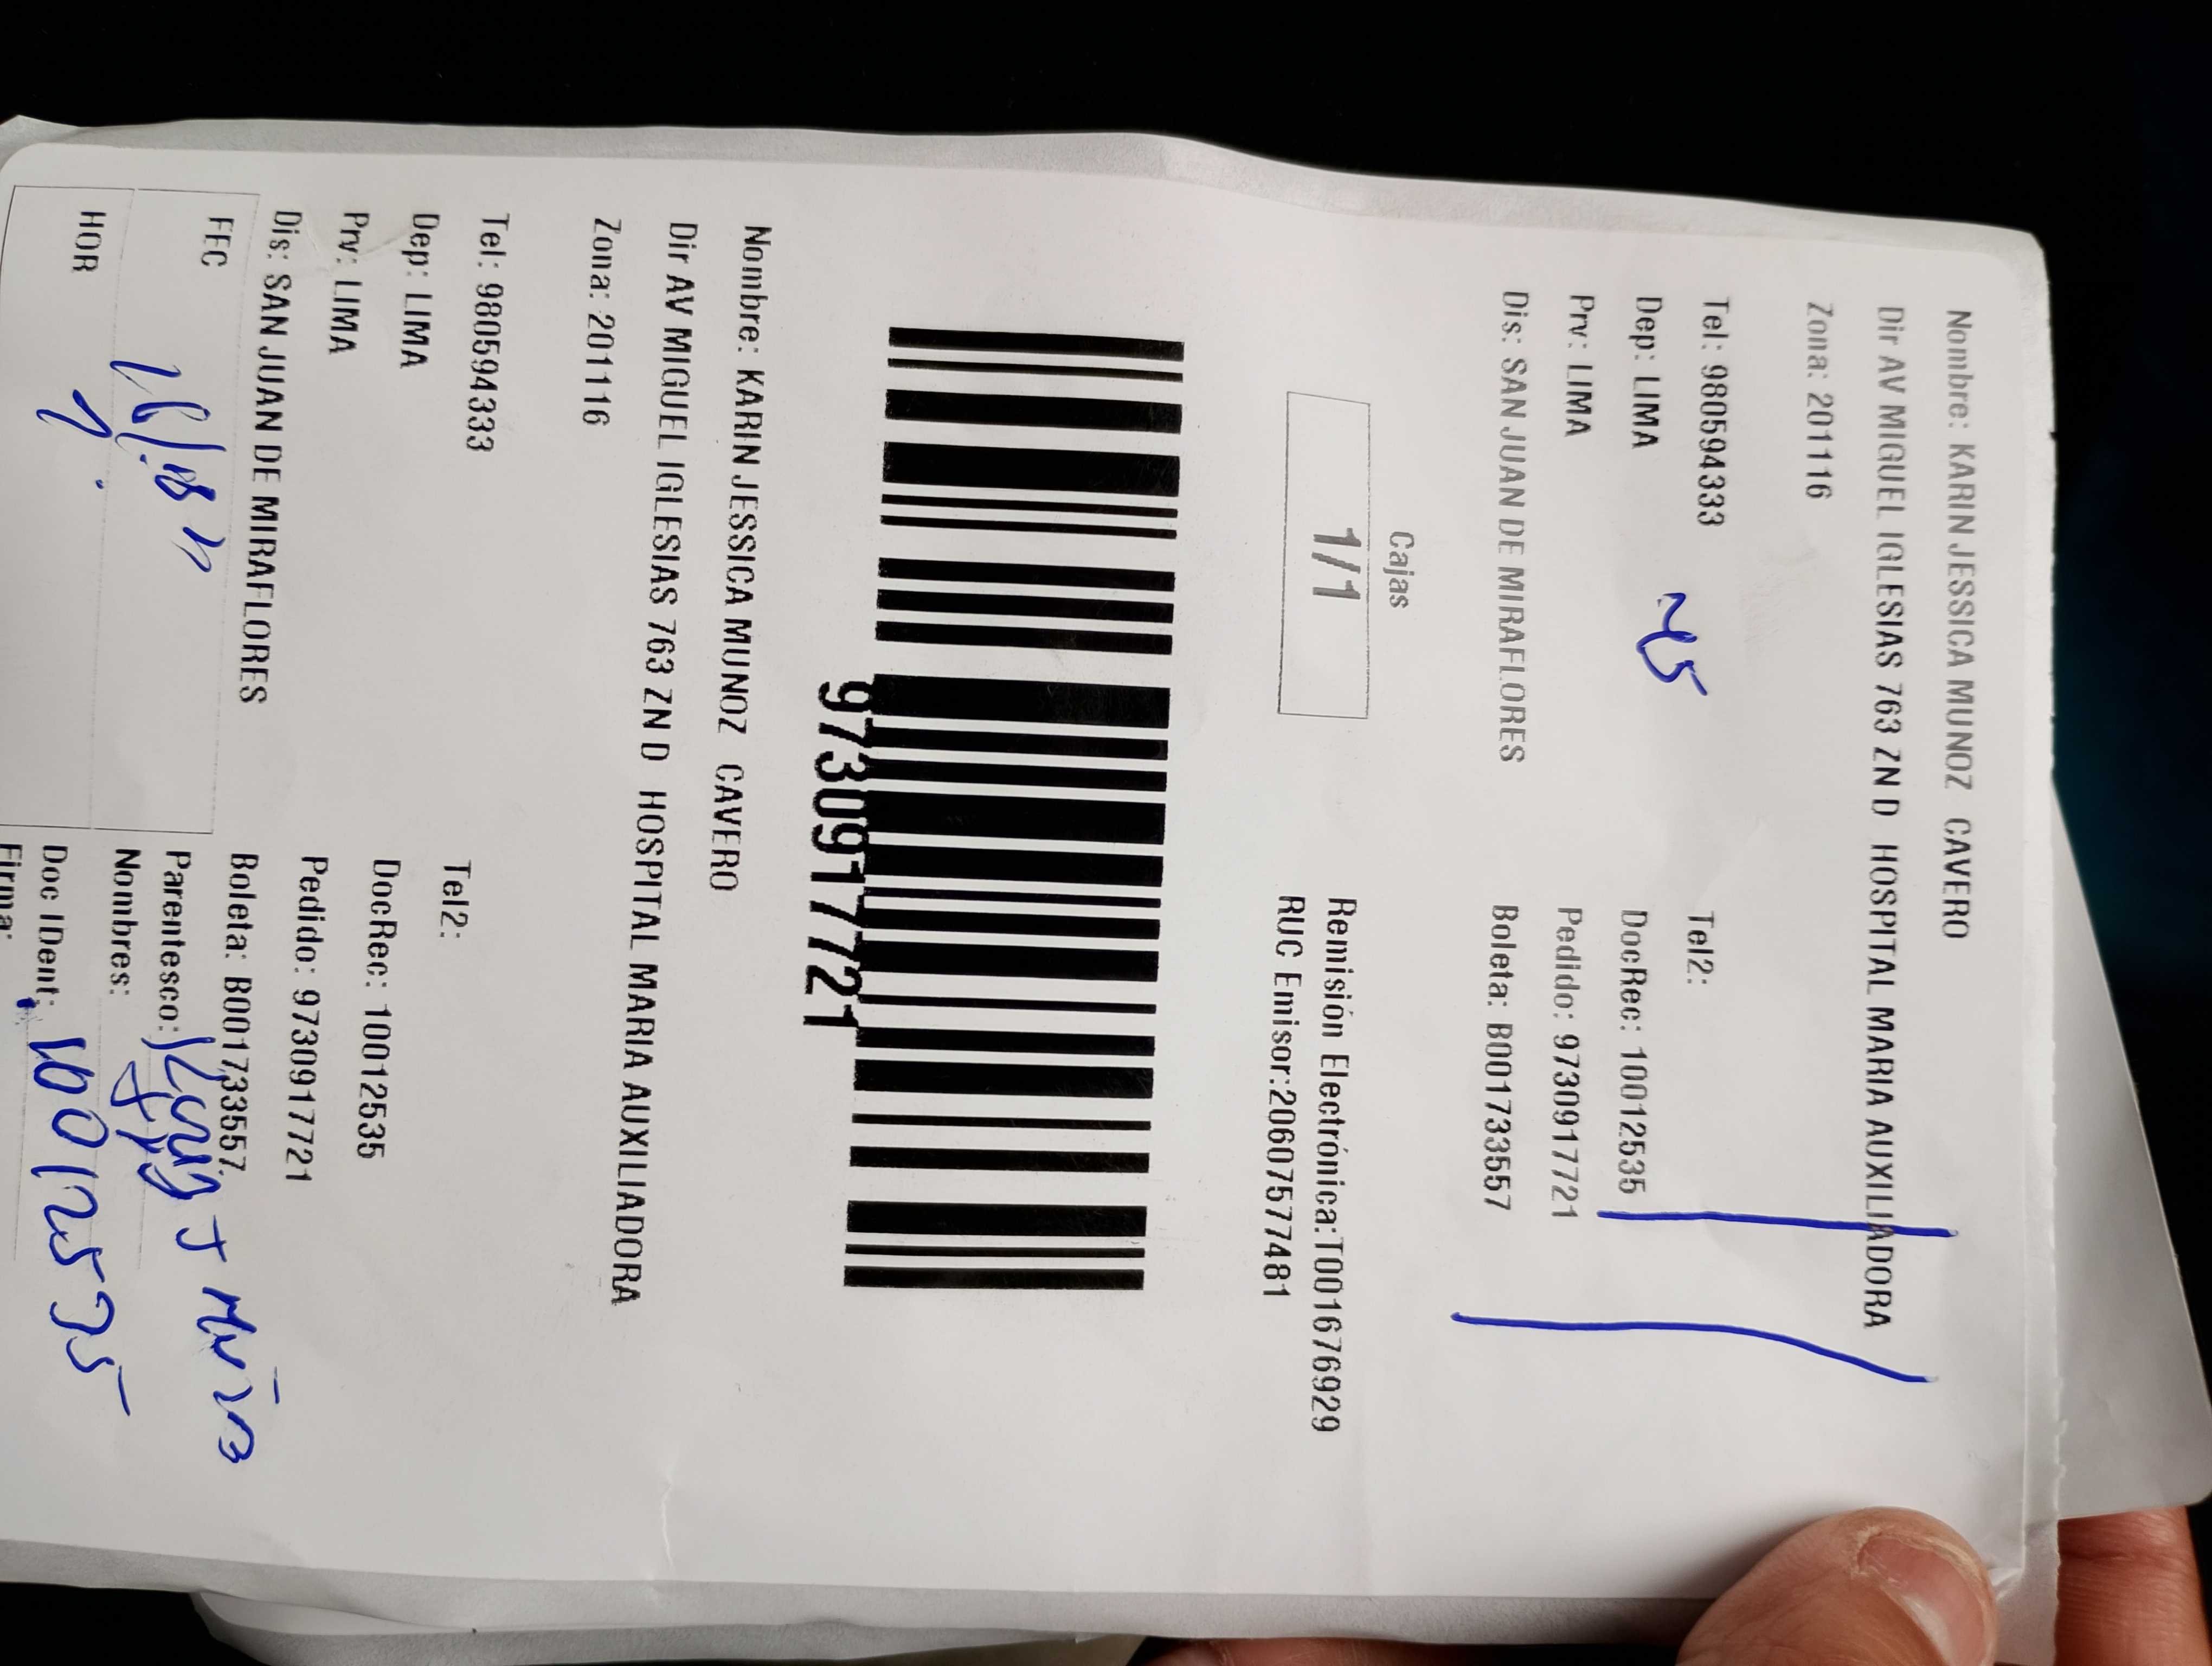 Nombre: KARIN JESSICA MUNOZ CAVERO
Dir AV MIGUEL IGLESIAS 763 ZN D HOSPITAL MARIA AUXILIADORA
Zona: 201116
Tel: 980594333 Tel2:
Dep: LIMA DocRec: 10012535
Prv: LIMA Pedido: 9730917721
Dis: SAN JUAN DE MIRAFLORES Boleta: B001733557
Cajas
1/1
Remisión Electrónica:T001676929
RUC Emisor:20607577481
9730917721
Nombre: KARIN JESSICA MUNOZ CAVERO
Dir AV MIGUEL IGLESIAS 763 ZN D HOSPITAL MARIA AUXILIADORA
Zona: 201116
Tel: 980594333 Tel2:
Dep: LIMA DocRec: 10012535
Prv: LIMA Pedido: 9730917721
Dis: SAN JUAN DE MIRAFLORES Boleta: B001733557
FEC
Parentesco:
Nombres:
HOR
Doc IDent: 10012535
Firma: